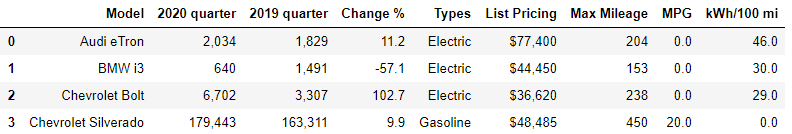 Model 2020 quarter 2019 quarter Change % Types List Pricing Max Mileage MPG kWh/100 mi
0 Audi eTron 2,034 1,829 11.2 Electric $77,400 204 0.0 46.0
1 BMW i3 640 1,491 -57.1 Electric $44,450 153 0.0 30.0
2 Chevrolet Bolt 6,702 3,307 102.7 Electric $36,620 238 0.0 29.0
3 Chevrolet Silverado 179,443 163,311 9.9 Gasoline $48,485 450 20.0 0.0